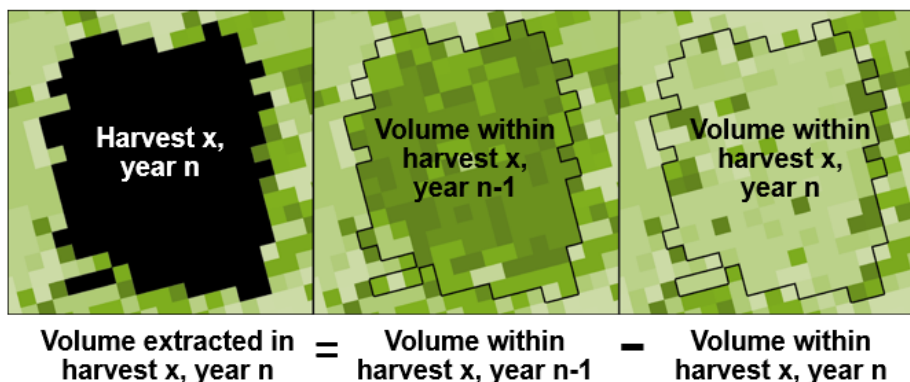 Harvest x,
year n
Volume within
harvest x,
year n-1
Volume within
harvest x,
year n
Volume extracted in
harvest x, year n
=
Volume within
harvest x, year n-1
-
Volume within
harvest x, year n